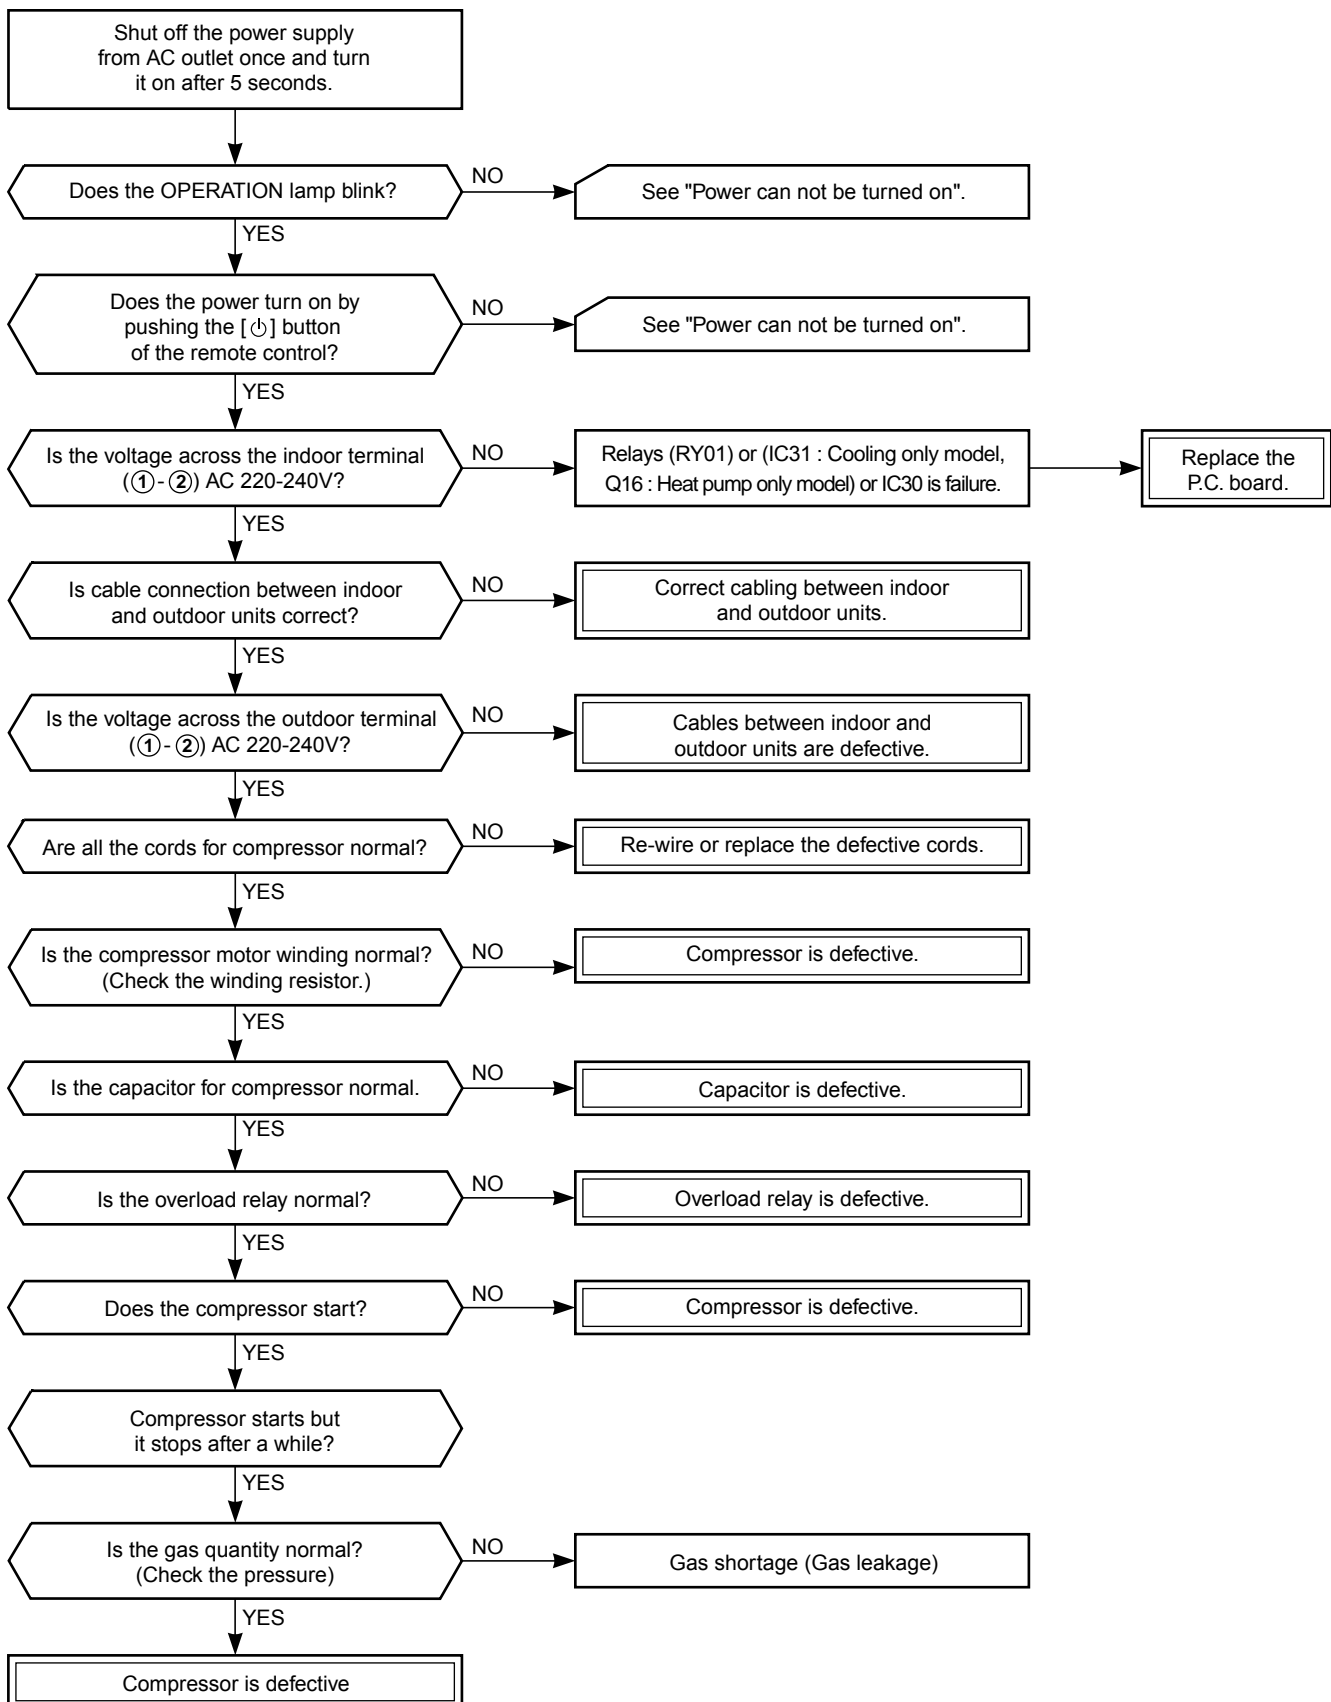 Shut off the power supply
from AC outlet once and turn
it on after 5 seconds.
Does the OPERATION lamp blink?
NO
See "Power can not be turned on".
YES
Does the power turn on by
pushing the [⏻] button
of the remote control?
NO
See "Power can not be turned on".
YES
Is the voltage across the indoor terminal
(①-②) AC 220-240V?
NO
Relays (RY01) or (IC31 : Cooling only model,
Q16 : Heat pump only model) or IC30 is failure.
Replace the
P.C. board.
YES
Is cable connection between indoor
and outdoor units correct?
NO
Correct cabling between indoor
and outdoor units.
YES
Is the voltage across the outdoor terminal
(①-②) AC 220-240V?
NO
Cables between indoor and
outdoor units are defective.
YES
Are all the cords for compressor normal?
NO
Re-wire or replace the defective cords.
YES
Is the compressor motor winding normal?
(Check the winding resistor.)
NO
Compressor is defective.
YES
Is the capacitor for compressor normal.
NO
Capacitor is defective.
YES
Is the overload relay normal?
NO
Overload relay is defective.
YES
Does the compressor start?
NO
Compressor is defective.
YES
Compressor starts but
it stops after a while?
YES
Is the gas quantity normal?
(Check the pressure)
NO
Gas shortage (Gas leakage)
YES
Compressor is defective